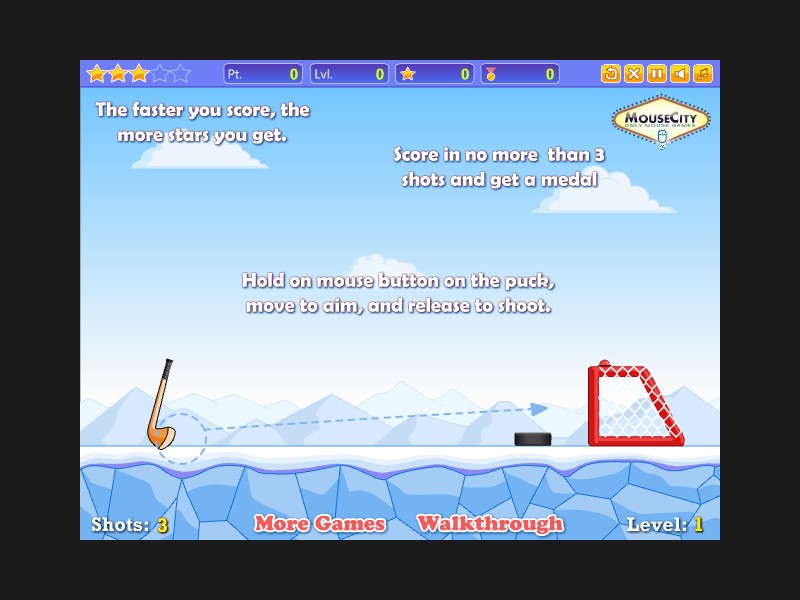 Pt. 0 Lvl. 0 0 0
The faster you score, the
more stars you get.
MOUSECITY
ONLY MOUSE GAMES
Score in no more than 3
shots and get a medal
Hold on mouse button on the puck,
move to aim, and release to shoot.
Shots: 3 More Games Walkthrough Level: 1